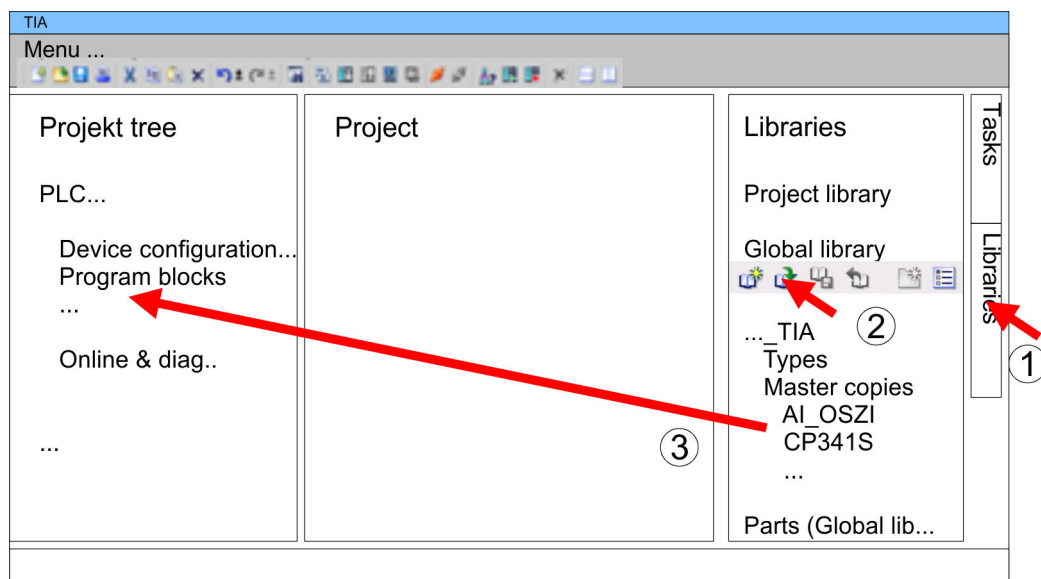 TIA
Menu ...
Projekt tree
PLC...
Device configuration...
Program blocks
...
Online & diag..
...
Project
③
Libraries
Project library
Global library
②
..._TIA
Types
Master copies
AI_OSZI
CP341S
...
Parts (Global lib...
Tasks
Libraries
①